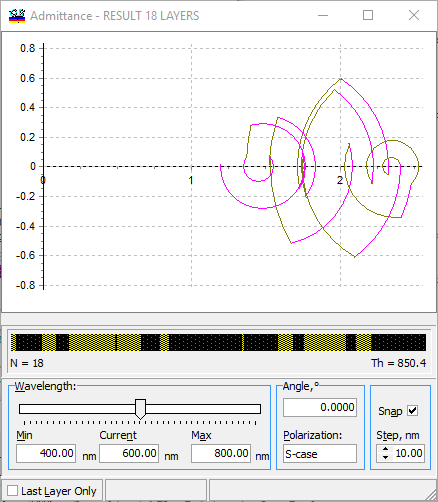 Admittance - RESULT 18 LAYERS
0.8
0.6
0.4
0.2
0
0 1 2
-0.2
-0.4
-0.6
-0.8
N = 18 Th = 850.4
Wavelength: Angle,° Snap
0.0000
Min Current Max Polarization: Step, nm
400.00 nm 600.00 nm 800.00 nm S-case 10.00
Last Layer Only